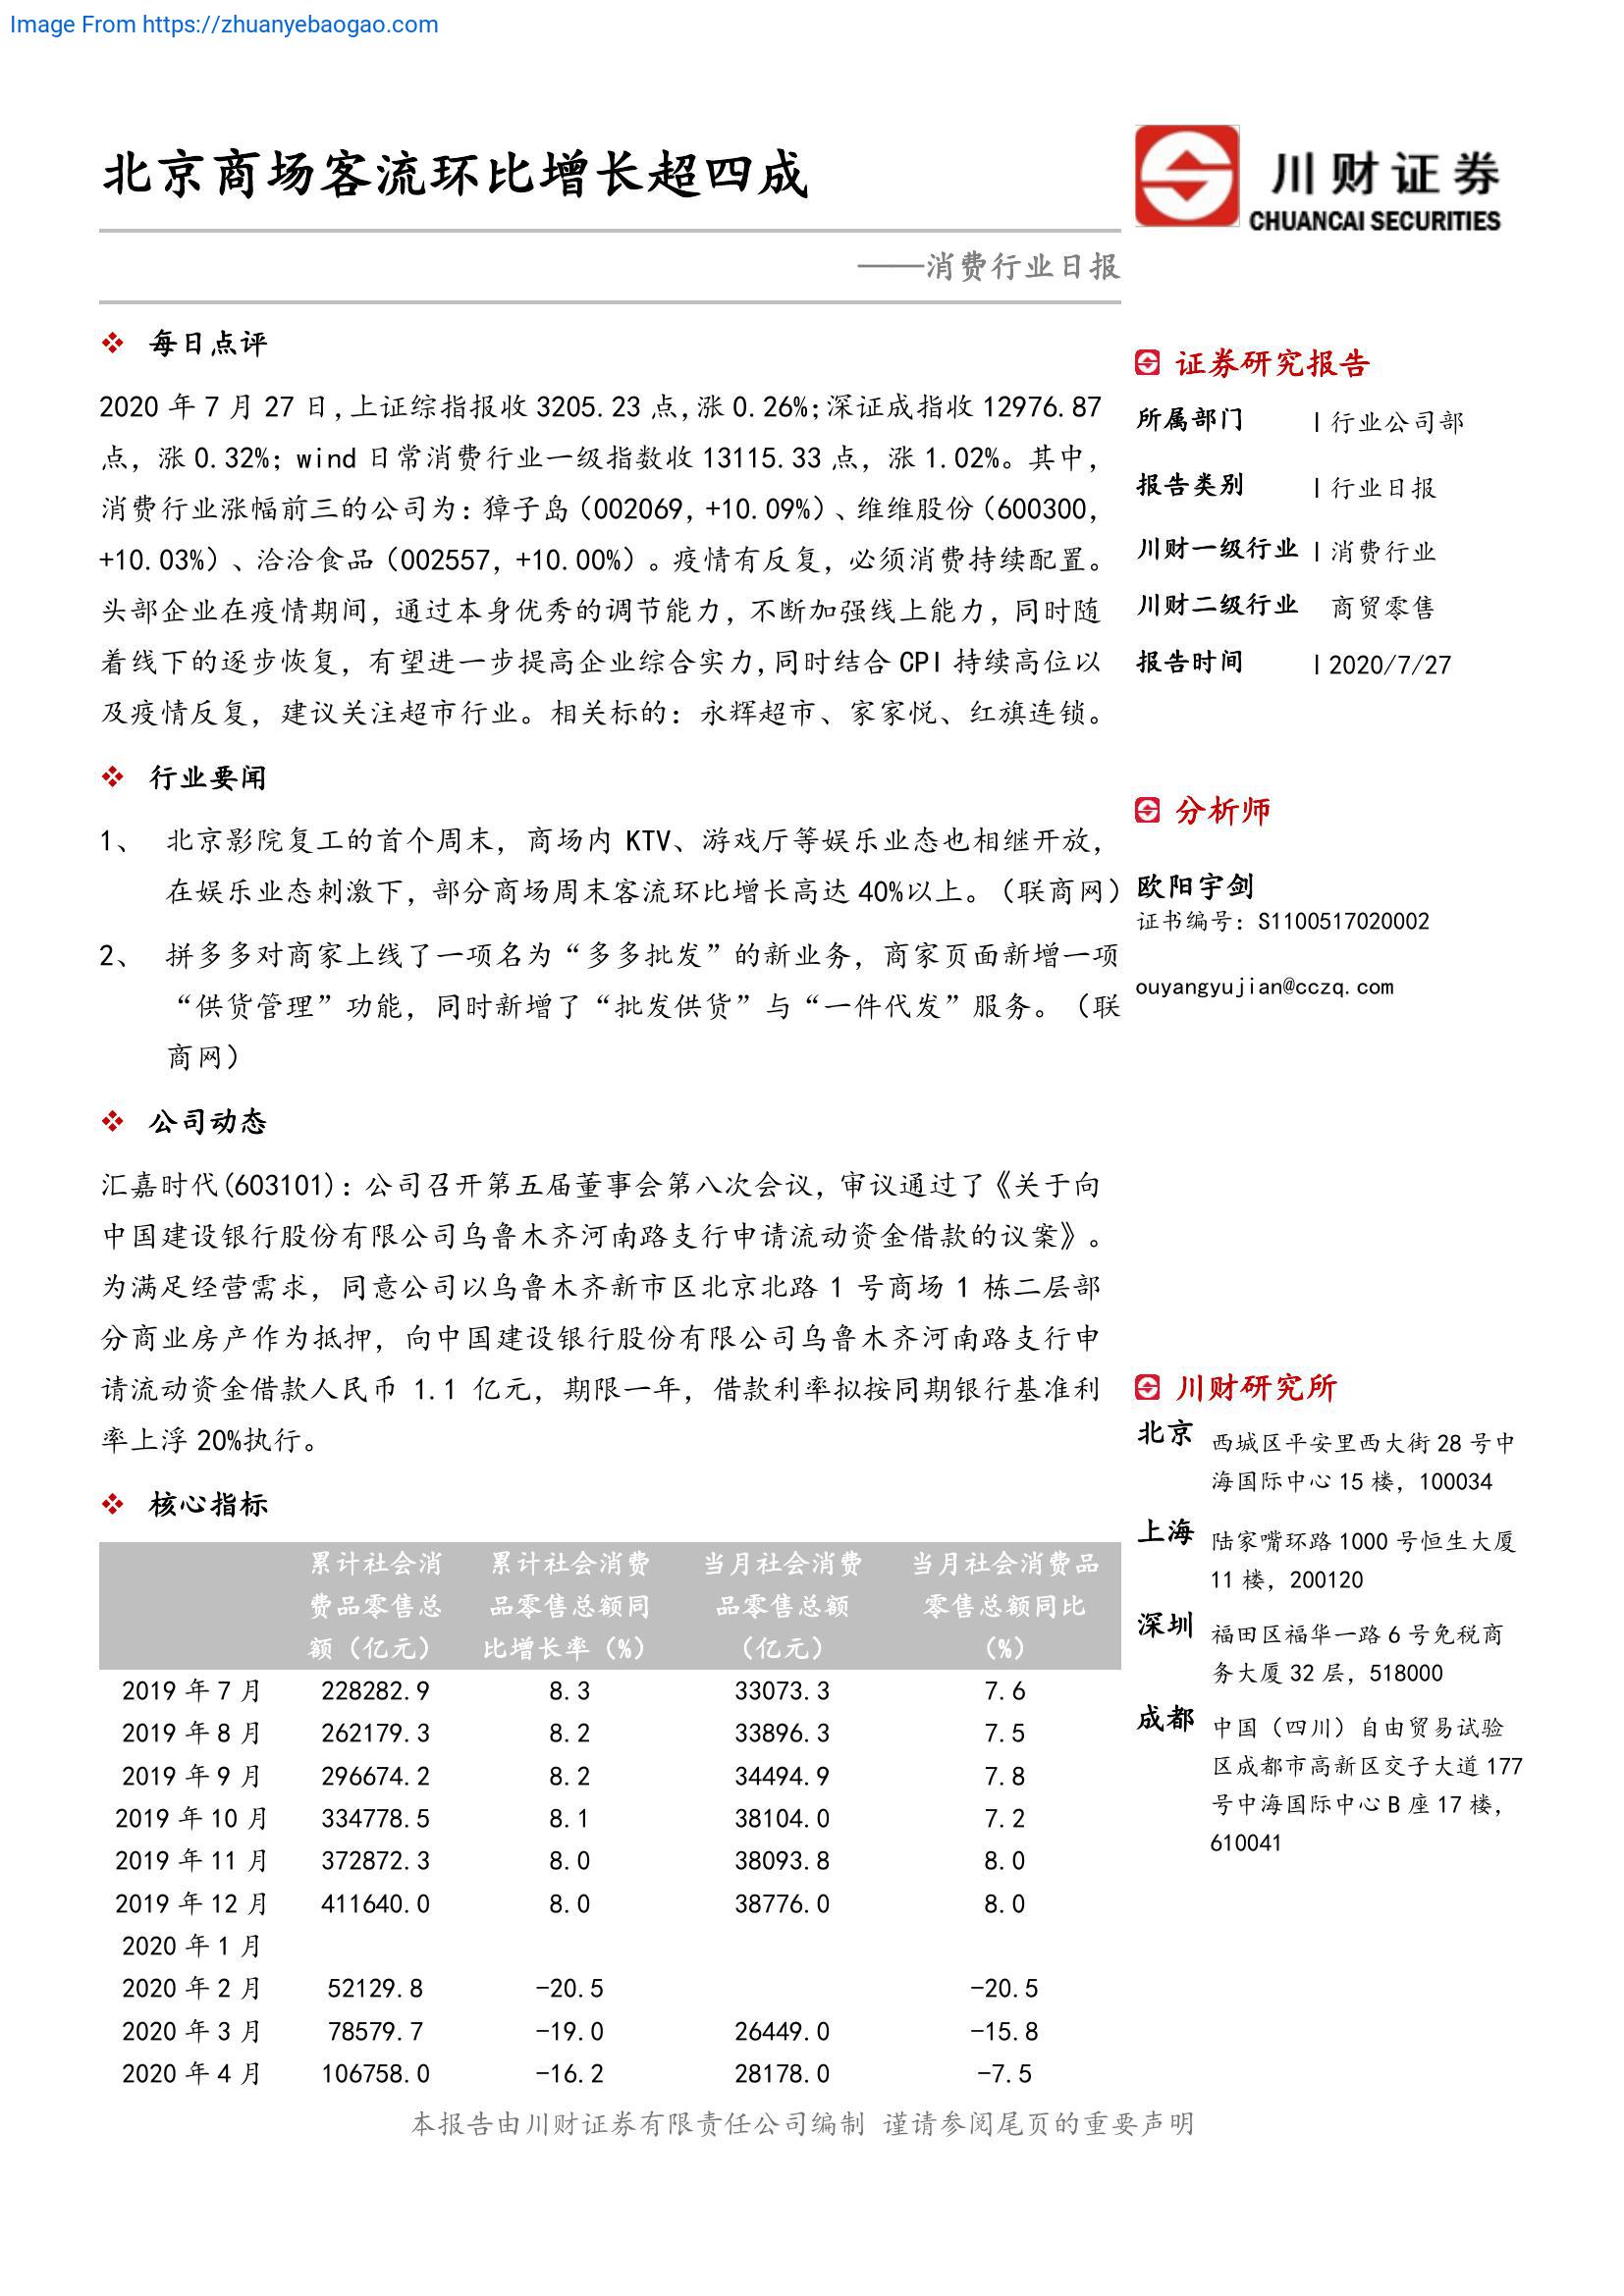 Image From https://zhuanyebaogao.com
北京商场客流环比增长超四成
川财证券
CHUANCAI SECURITIES
——消费行业日报
每日点评
2020 年 7 月 27 日,上证综指报收 3205.23 点,涨 0.26%;深证成指收 12976.87
点，涨 0.32%；wind 日常消费行业一级指数收 13115.33 点，涨 1.02%。其中，
消费行业涨幅前三的公司为：獐子岛（002069，+10.09%）、维维股份（600300，
+10.03%）、洽洽食品（002557，+10.00%）。疫情有反复，必须消费持续配置。
头部企业在疫情期间，通过本身优秀的调节能力，不断加强线上能力，同时随
着线下的逐步恢复，有望进一步提高企业综合实力,同时结合 CPI 持续高位以
及疫情反复，建议关注超市行业。相关标的：永辉超市、家家悦、红旗连锁。
行业要闻
1、 北京影院复工的首个周末，商场内 KTV、游戏厅等娱乐业态也相继开放，
在娱乐业态刺激下，部分商场周末客流环比增长高达 40%以上。（联商网）
2、 拼多多对商家上线了一项名为“多多批发”的新业务，商家页面新增一项
“供货管理”功能，同时新增了“批发供货”与“一件代发”服务。（联
商网）
公司动态
汇嘉时代(603101)：公司召开第五届董事会第八次会议，审议通过了《关于向
中国建设银行股份有限公司乌鲁木齐河南路支行申请流动资金借款的议案》。
为满足经营需求，同意公司以乌鲁木齐新市区北京北路 1 号商场 1 栋二层部
分商业房产作为抵押，向中国建设银行股份有限公司乌鲁木齐河南路支行申
请流动资金借款人民币 1.1 亿元，期限一年，借款利率拟按同期银行基准利
率上浮 20%执行。
核心指标
累计社会消 累计社会消费 当月社会消费 当月社会消费品
费品零售总 品零售总额同 品零售总额 零售总额同比
额（亿元） 比增长率（%） （亿元） （%）
2019 年 7 月 228282.9 8.3 33073.3 7.6
2019 年 8 月 262179.3 8.2 33896.3 7.5
2019 年 9 月 296674.2 8.2 34494.9 7.8
2019 年 10 月 334778.5 8.1 38104.0 7.2
2019 年 11 月 372872.3 8.0 38093.8 8.0
2019 年 12 月 411640.0 8.0 38776.0 8.0
2020 年 1 月
2020 年 2 月 52129.8 -20.5 -20.5
2020 年 3 月 78579.7 -19.0 26449.0 -15.8
2020 年 4 月 106758.0 -16.2 28178.0 -7.5
证券研究报告
所属部门 | 行业公司部
报告类别 | 行业日报
川财一级行业 | 消费行业
川财二级行业 商贸零售
报告时间 | 2020/7/27
分析师
欧阳宇剑
证书编号：S1100517020002
ouyangyujian@cczq.com
川财研究所
北京 西城区平安里西大街 28 号中
海国际中心 15 楼，100034
上海 陆家嘴环路 1000 号恒生大厦
11 楼，200120
深圳 福田区福华一路 6 号免税商
务大厦 32 层，518000
成都 中国（四川）自由贸易试验
区成都市高新区交子大道 177
号中海国际中心 B 座 17 楼，
610041
本报告由川财证券有限责任公司编制 谨请参阅尾页的重要声明